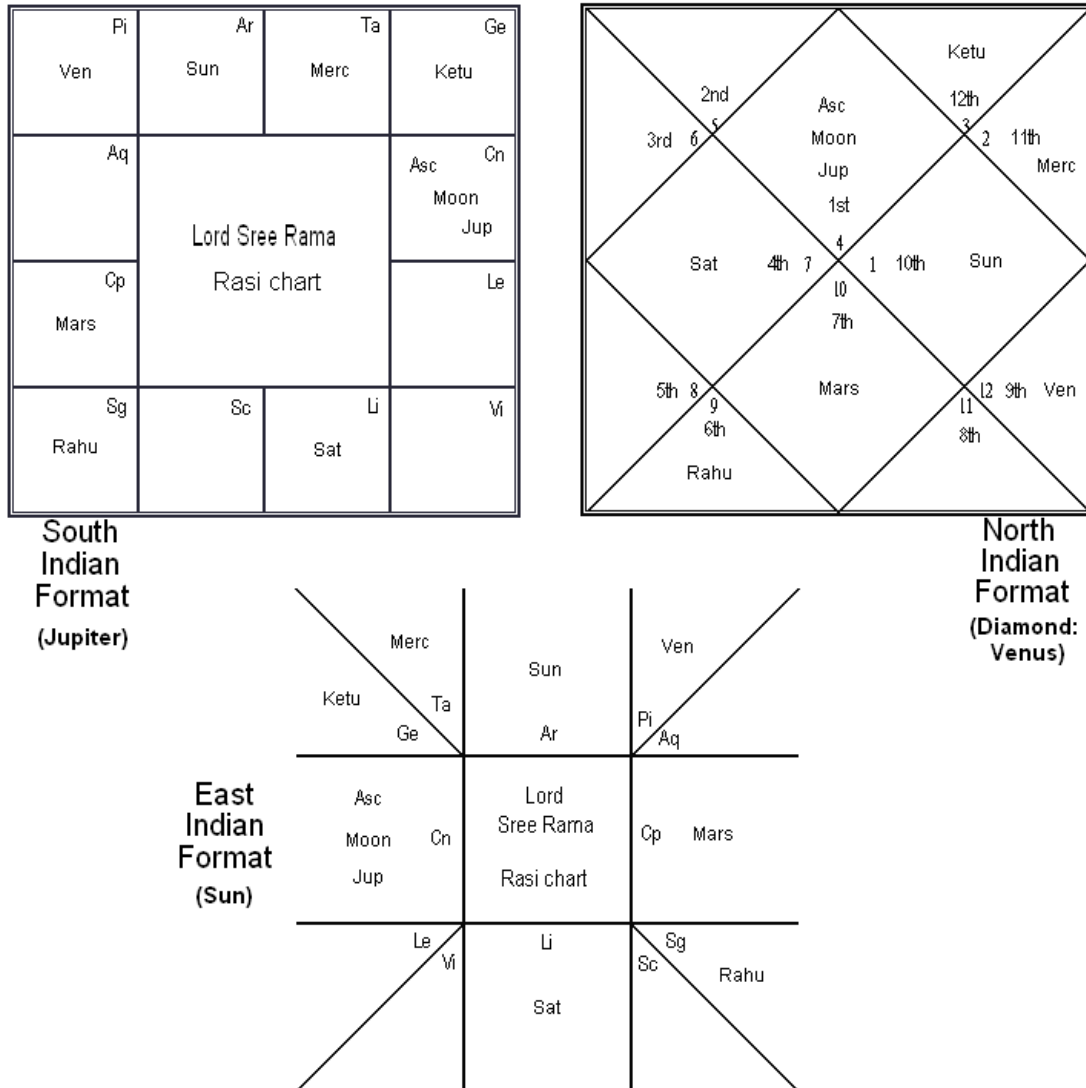 Pi
Ar
Ta
Ge
Ven
Sun
Merc
Ketu
Aq
Cn
Asc
Moon
Jup
Lord Sree Rama
Rasi chart
Cp
Le
Mars
Sg
Sc
Li
Vi
Rahu
Sat
South
Indian
Format
(Jupiter)
Ketu
12th
2nd
5
Asc
Moon
Jup
1st
4
3
3rd 6
2 11th
Merc
Sat
4th 7
1 10th
Sun
10
7th
Mars
5th 8
9
6th
Rahu
12 9th Ven
11
8th
North
Indian
Format
(Diamond:
Venus)
Merc
Sun
Ven
Ketu
Ta
Ge
Ar
Pi
Aq
East
Indian
Format
(Sun)
Asc
Moon
Jup
Cn
Lord
Sree Rama
Rasi chart
Cp
Mars
Le
Vi
Li
Sg
Sc
Rahu
Sat